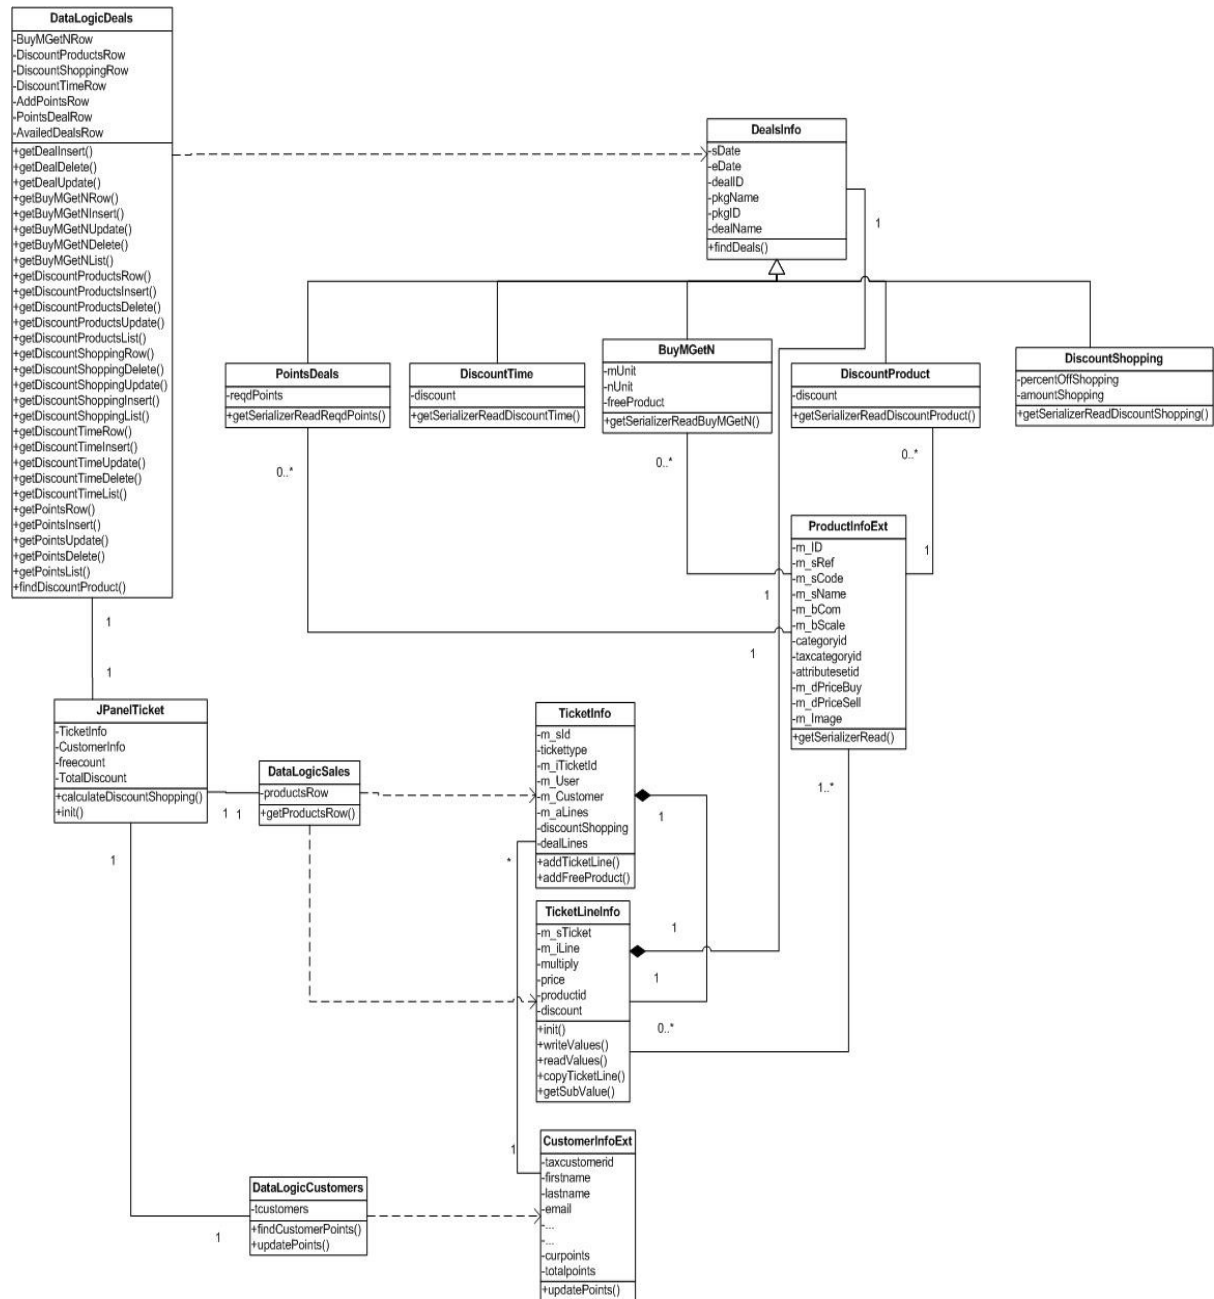 DataLogicDeals
-BuyMGetNRow
-DiscountProductsRow
-DiscountShoppingRow
-DiscountTimeRow
-AddPointsRow
-PointsDealRow
-AvailedDealsRow
+getDealInsert()
+getDealDelete()
+getDealUpdate()
+getBuyMGetNRow()
+getBuyMGetNInsert()
+getBuyMGetNUpdate()
+getBuyMGetNDelete()
+getBuyMGetNList()
+getDiscountProductsRow()
+getDiscountProductsInsert()
+getDiscountProductsDelete()
+getDiscountProductsUpdate()
+getDiscountProductsList()
+getDiscountShoppingRow()
+getDiscountShoppingDelete()
+getDiscountShoppingUpdate()
+getDiscountShoppingInsert()
+getDiscountShoppingList()
+getDiscountTimeRow()
+getDiscountTimeInsert()
+getDiscountTimeUpdate()
+getDiscountTimeDelete()
+getDiscountTimeList()
+getPointsRow()
+getPointsInsert()
+getPointsUpdate()
+getPointsDelete()
+getPointsList()
+findDiscountProduct()
DealsInfo
-sDate
-eDate
-dealID
-pkgName
-pkgID
-dealName
+findDeals()
1
PointsDeals
-reqdPoints
+getSerializerReadReqdPoints()
0..*
DiscountTime
-discount
+getSerializerReadDiscountTime()
BuyMGetN
-mUnit
-nUnit
-freeProduct
+getSerializerReadBuyMGetN()
0..*
DiscountProduct
-discount
+getSerializerReadDiscountProduct()
0..*
DiscountShopping
-percentOffShopping
-amountShopping
+getSerializerReadDiscountShopping()
ProductInfoExt
-m_ID
-m_sRef
-m_sCode
-m_sName
-m_bCom
-m_bScale
-categoryid
-taxcategoryid
-attributesetid
-m_dPriceBuy
-m_dPriceSell
-m_Image
+getSerializerRead()
1
1
1
1..*
1
1
JPanelTicket
-TicketInfo
-CustomerInfo
-freecount
-TotalDiscount
+calculateDiscountShopping()
+init()
1
1
1
DataLogicSales
-productsRow
+getProductsRow()
TicketInfo
-m_sId
-tickettype
-m_iTicketId
-m_User
-m_Customer
-m_aLines
-discountShopping
-dealLines
+addTicketLine()
+addFreeProduct()
1
*
TicketLineInfo
-m_sTicket
-m_iLine
-multiply
-price
-productid
-discount
+init()
+writeValues()
+readValues()
+copyTicketLine()
+getSubValue()
1
1
0..*
1
CustomerInfoExt
-taxcustomerid
-firstname
-lastname
-email
-...
-...
-curpoints
-totalpoints
+updatePoints()
DataLogicCustomers
-tcustomers
+findCustomerPoints()
+updatePoints()
1